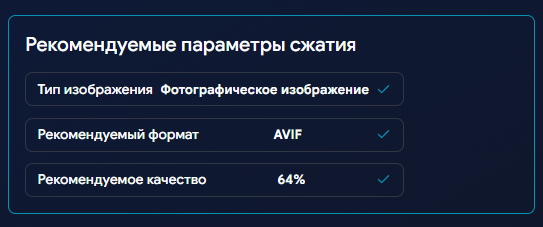 Рекомендуемые параметры сжатия
Тип изображения Фотографическое изображение
Рекомендуемый формат AVIF
Рекомендуемое качество 64%